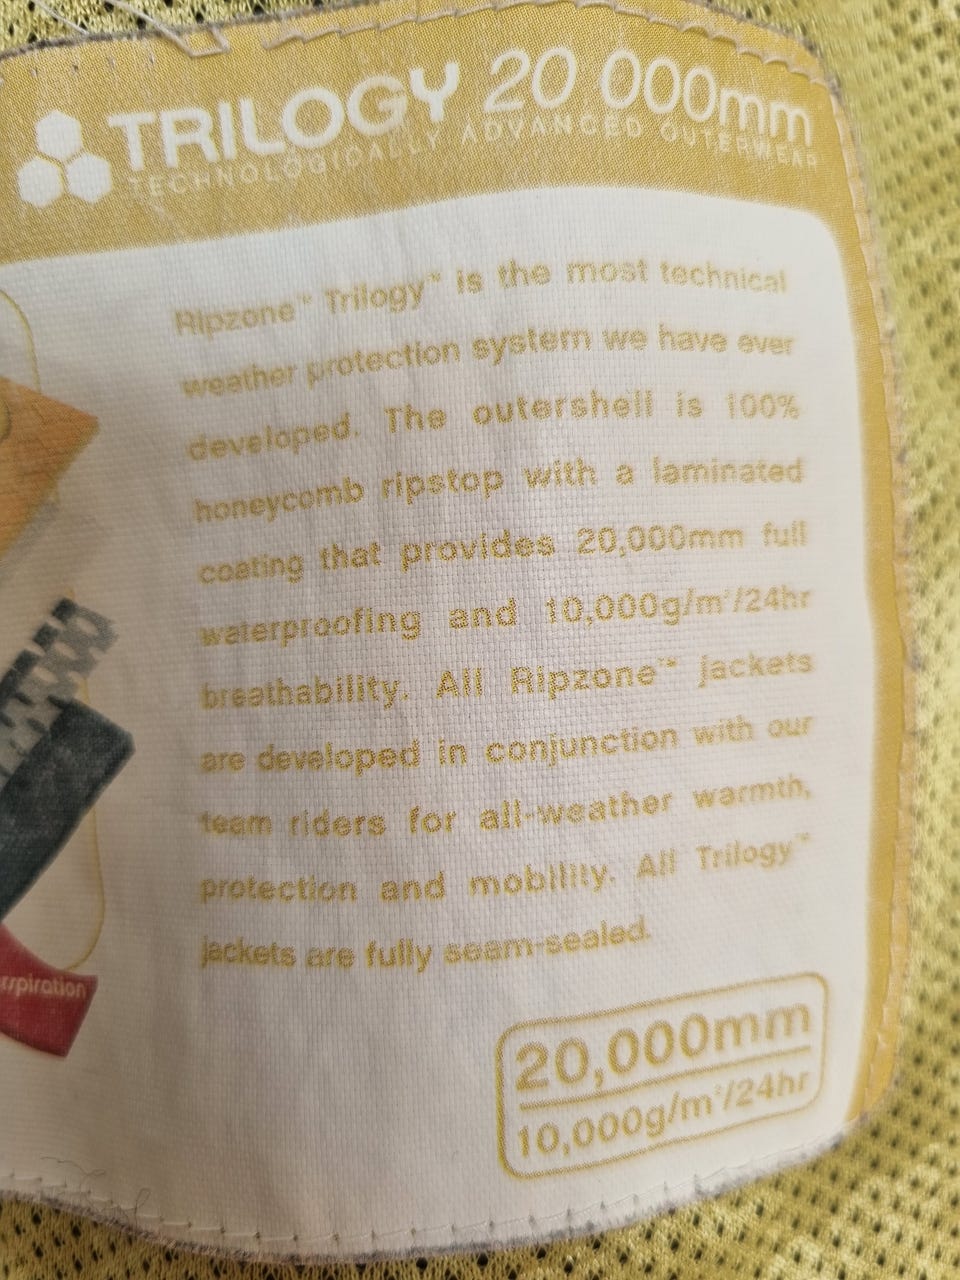 TRILOGY 20 000mm
TECHNOLOGICALLY ADVANCED OUTERWEAR
Ripzone™ Trilogy™ is the most technical
weather protection system we have ever
developed. The outershell is 100%
honeycomb ripstop with a laminated
coating that provides 20,000mm full
waterproofing and 10,000g/m²/24hr
breathability. All Ripzone™ jackets
are developed in conjunction with our
team riders for all-weather warmth,
protection and mobility. All Trilogy™
jackets are fully seam-sealed.
rspiration
20,000mm
10,000g/m²/24hr